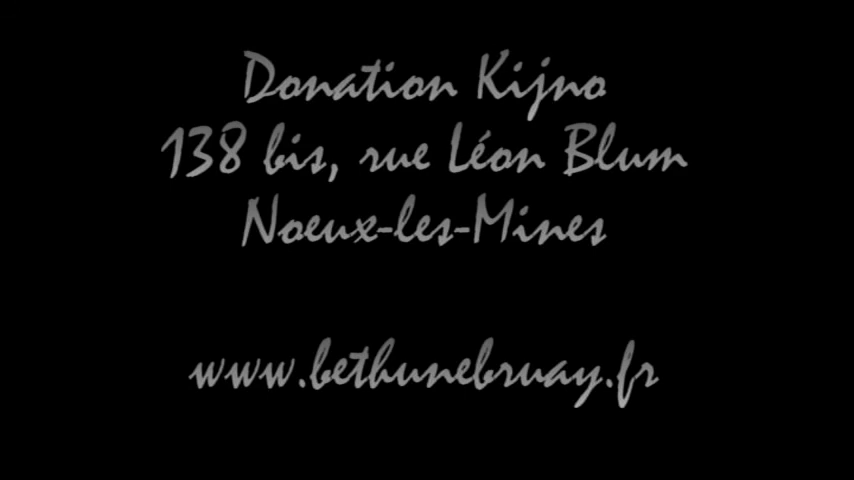 Donation Kijno
138 bis, rue Léon Blum
Noeux-les-Mines
www.bethunebruay.fr